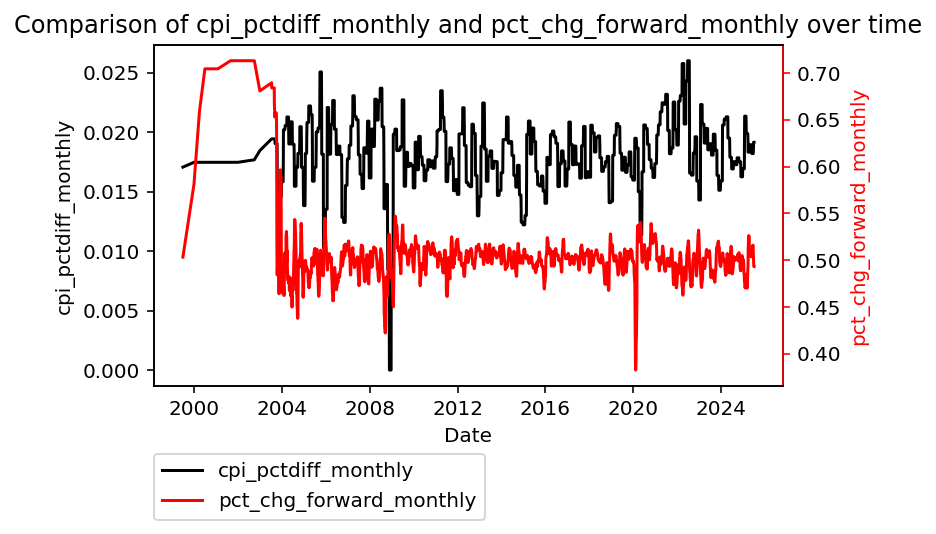 Comparison of cpi_pctdiff_monthly and pct_chg_forward_monthly over time
cpi_pctdiff_monthly
0.025
0.020
0.015
0.010
0.005
0.000
0.70
0.65
0.60
0.55
0.50
0.45
0.40
pct_chg_forward_monthly
2000 2004 2008 2012 2016 2020 2024
Date
cpi_pctdiff_monthly
pct_chg_forward_monthly